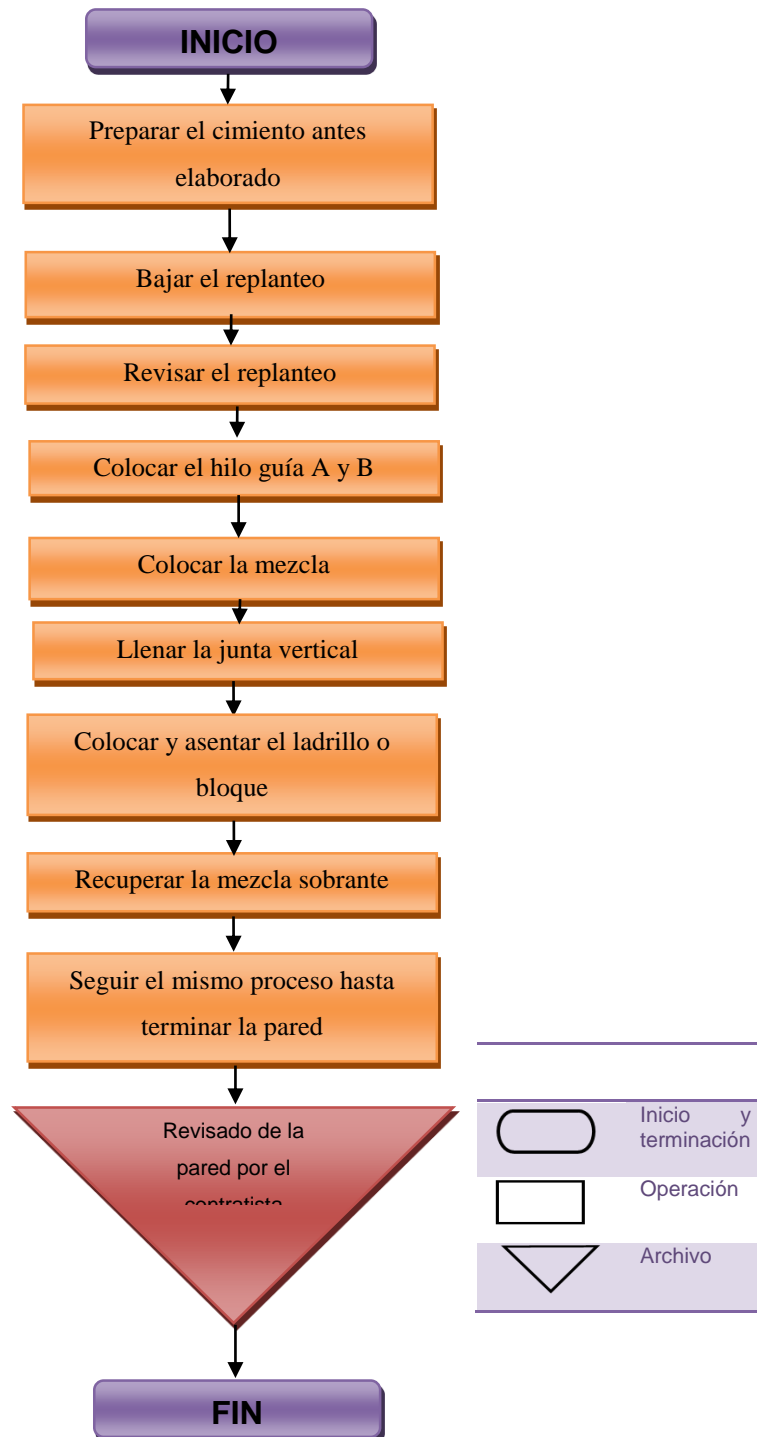 INICIO
Preparar el cimiento antes
elaborado
Bajar el replanteo
Revisar el replanteo
Colocar el hilo guía A y B
Colocar la mezcla
Llenar la junta vertical
Colocar y asentar el ladrillo o
bloque
Recuperar la mezcla sobrante
Seguir el mismo proceso hasta
terminar la pared
Revisado de la
pared por el
contratista
FIN
Inicio y
terminación
Operación
Archivo